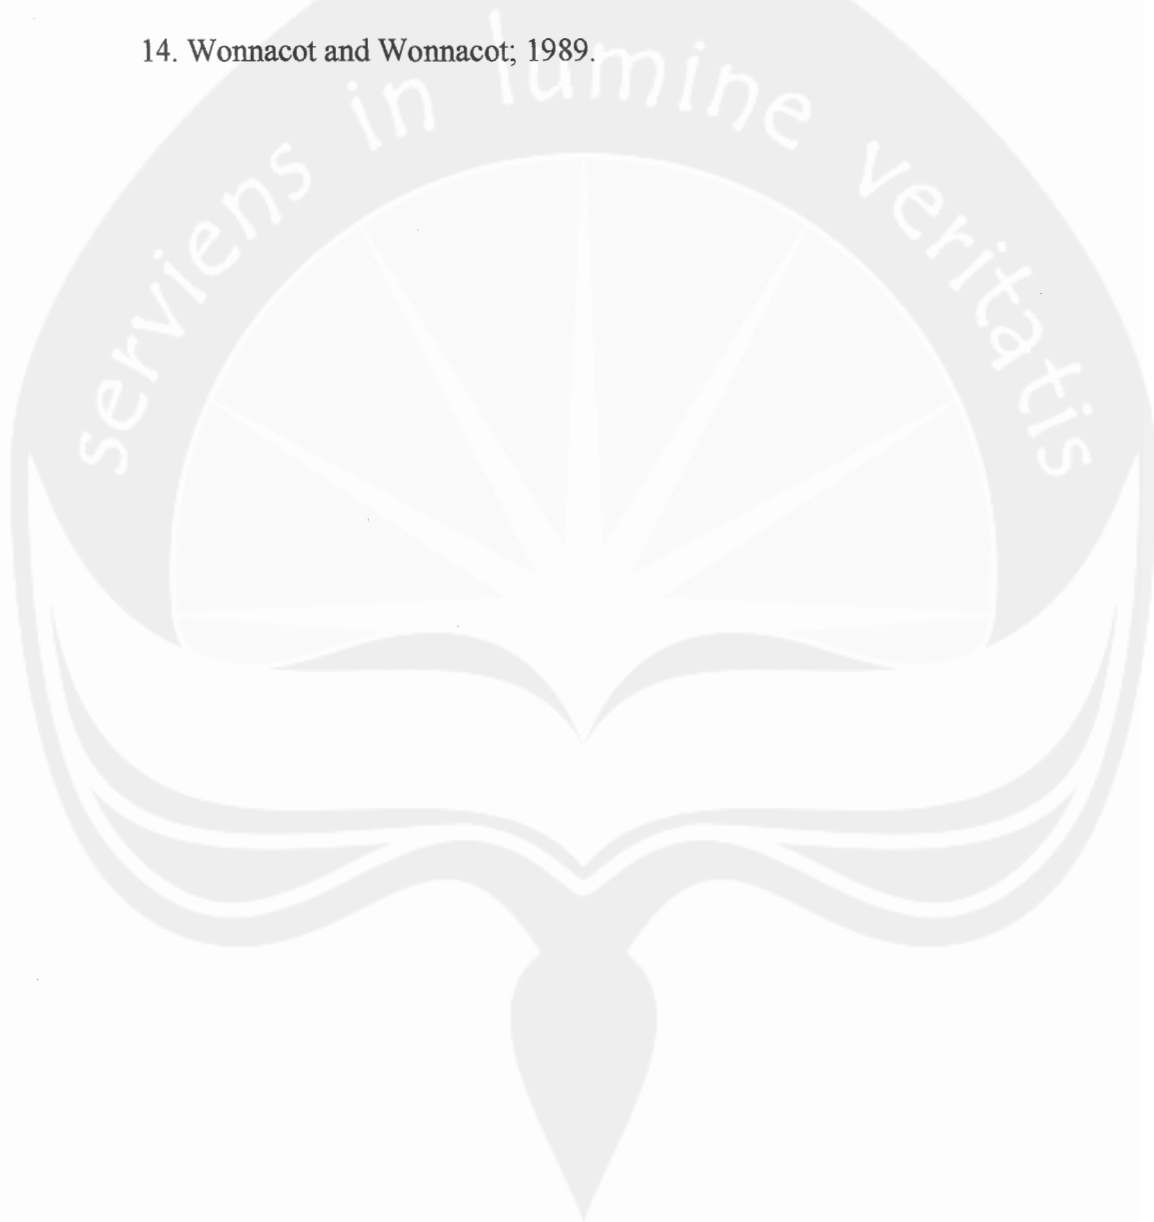 14. Wonnacot and Wonnacot; 1989.
serviens in lumine veritatis